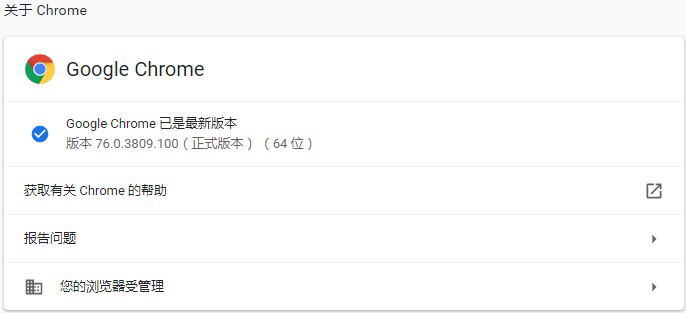 关于 Chrome
Google Chrome
Google Chrome 已是最新版本
版本 76.0.3809.100（正式版本） （64 位）
获取有关 Chrome 的帮助
报告问题
您的浏览器受管理